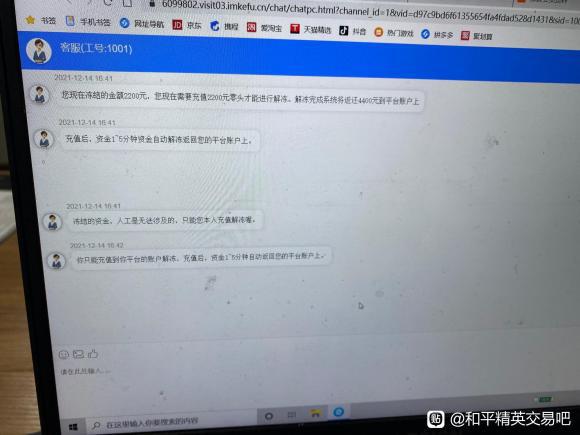 6099802.visit03.imkefu.cn/chat/chatpc.html?channel_id=1&vid=d97c9bd6f61355654fa4fdad528d1431&sid=100
书签 手机书签 网址导航 京东 携程 爱淘宝 天猫精选 抖音 热门游戏 拼多多 聚划算
客服(工号:1001)
2021-12-14 16:41
您现在冻结的金额2200元，您现在需要充值2200元零头才能进行解冻。解冻完成系统将返还4400元到平台账户上
2021-12-14 16:41
充值后，资金1~5分钟资金自动解冻返回您的平台账户上。
2021-12-14 16:41
冻结的资金，人工是无法涉及的，只能您本人充值解冻喔。
2021-12-14 16:42
你只能充值到你平台的账户解冻，充值后，资金1~5分钟自动返回您的平台账户上。
请在此处输入...
在这里输入你要搜索的内容
贴 @和平精英交易吧